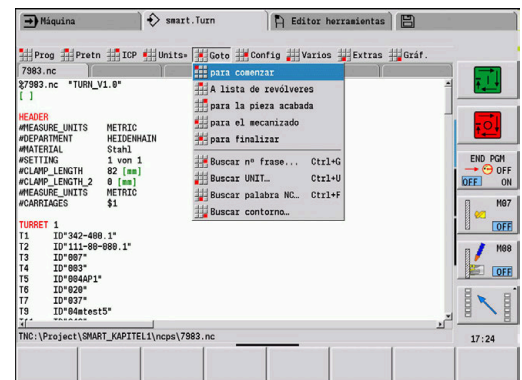 Máquina
smart.Turn
Editor herramientas
Prog Pretn ICP Units» Goto Config Varios Extras Gráf.
7983.nc
%7983.nc "TURN_V1.0"
[ ]
HEADER
#MEASURE_UNITS METRIC
#DEPARTMENT HEIDENHAIN
#MATERIAL Stahl
#SETTING 1 von 1
#CLAMP_LENGTH 82 [mm]
#CLAMP_LENGTH_2 0 [mm]
#MEASURE_UNITS METRIC
#CARRIAGES $1
TURRET 1
T1 ID"342-400.1"
T2 ID"111-80-080.1"
T3 ID"007"
T4 ID"003"
T5 ID"004AP1"
T6 ID"020"
T7 ID"037"
T9 ID"04mtest5"
para comenzar
A lista de revólveres
para la pieza acabada
para el mecanizado
para finalizar
Buscar nº frase... Ctrl+G
Buscar UNIT... Ctrl+U
Buscar palabra NC... Ctrl+F
Buscar contorno...
TNC:\Project\SMART_KAPITEL1\ncps\7983.nc
END PGM
OFF
OFF ON
M07
OFF
M08
OFF
17:24